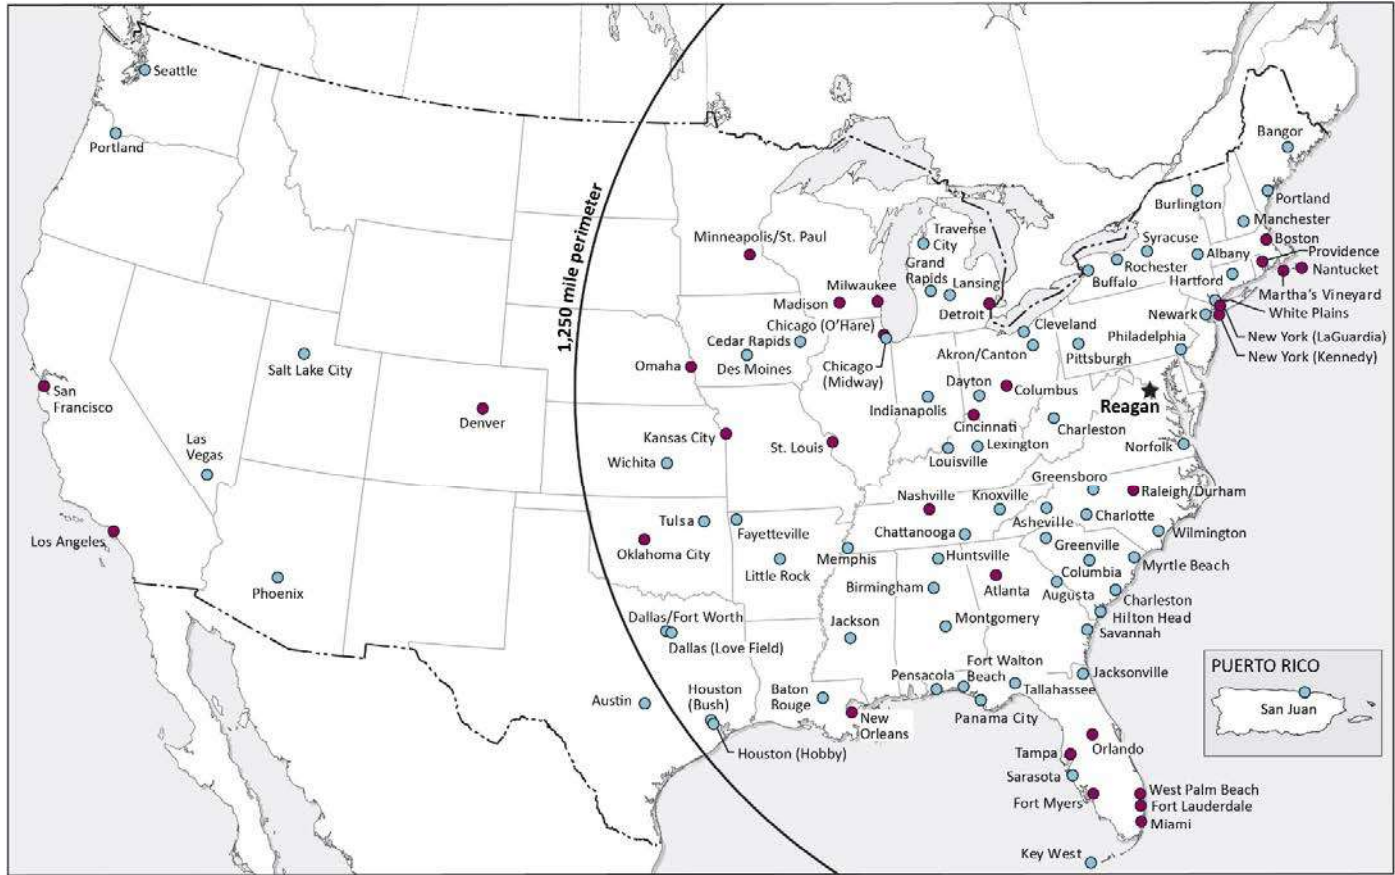 Seattle
Portland
San
Francisco
Los Angeles
Las
Vegas
Salt Lake City
Phoenix
Denver
1,250 mile perimeter
Minneapolis/St. Paul
Madison
Milwaukee
Chicago (O'Hare)
Chicago
(Midway)
Cedar Rapids
Des Moines
Omaha
Kansas City
Wichita
St. Louis
Tulsa
Oklahoma City
Fayetteville
Little Rock
Memphis
Dallas/Fort Worth
Dallas (Love Field)
Austin
Houston
(Bush)
Houston (Hobby)
Baton
Rouge
New
Orleans
Jackson
Traverse
City
Grand
Rapids
Lansing
Detroit
Cleveland
Akron/Canton
Pittsburgh
Dayton
Columbus
Indianapolis
Cincinnati
Lexington
Louisville
Charleston
Nashville
Knoxville
Chattanooga
Huntsville
Birmingham
Montgomery
Atlanta
Asheville
Greensboro
Raleigh/Durham
Charlotte
Greenville
Columbia
Augusta
Wilmington
Myrtle Beach
Charleston
Hilton Head
Savannah
Jacksonville
Pensacola
Fort Walton
Beach
Panama City
Tallahassee
Orlando
Tampa
Sarasota
Fort Myers
West Palm Beach
Fort Lauderdale
Miami
Key West
Bangor
Portland
Burlington
Manchester
Boston
Providence
Nantucket
Martha's Vineyard
White Plains
New York (LaGuardia)
New York (Kennedy)
Syracuse
Albany
Rochester
Buffalo
Hartford
Newark
Philadelphia
Reagan
Norfolk
PUERTO RICO
San Juan